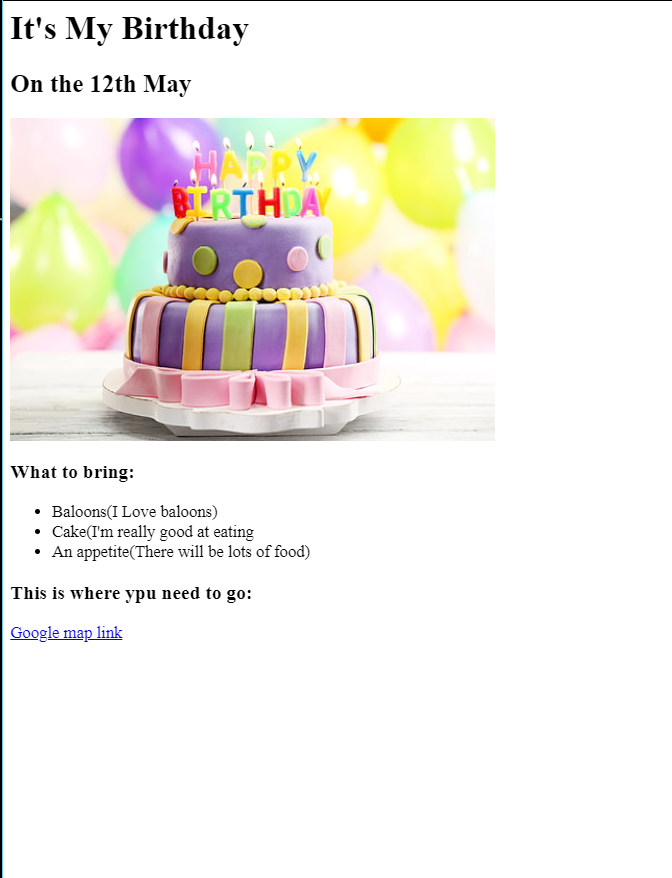 It's My Birthday
On the 12th May
HAPPY
BIRTHDAY
What to bring:
Baloons(I Love baloons)
Cake(I'm really good at eating
An appetite(There will be lots of food)
This is where ypu need to go:
Google map link